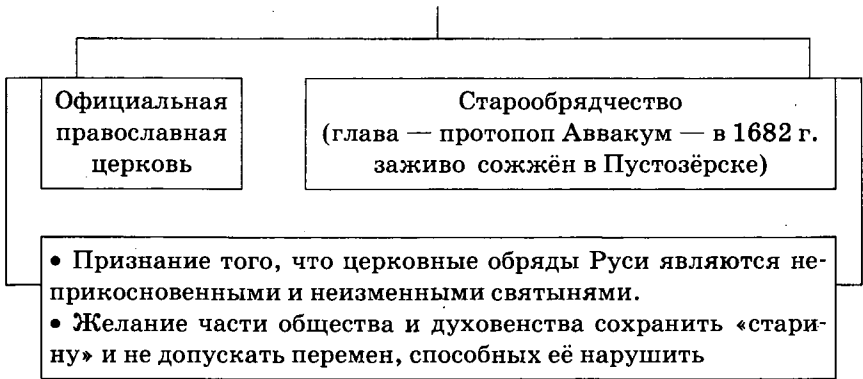 Официальная
православная
церковь
Старообрядчество
(глава — протопоп Аввакум — в 1682 г.
заживо сожжён в Пустозёрске)
• Признание того, что церковные обряды Руси являются не-
прикосновенными и неизменными святынями.
• Желание части общества и духовенства сохранить «стари-
ну» и не допускать перемен, способных её нарушить